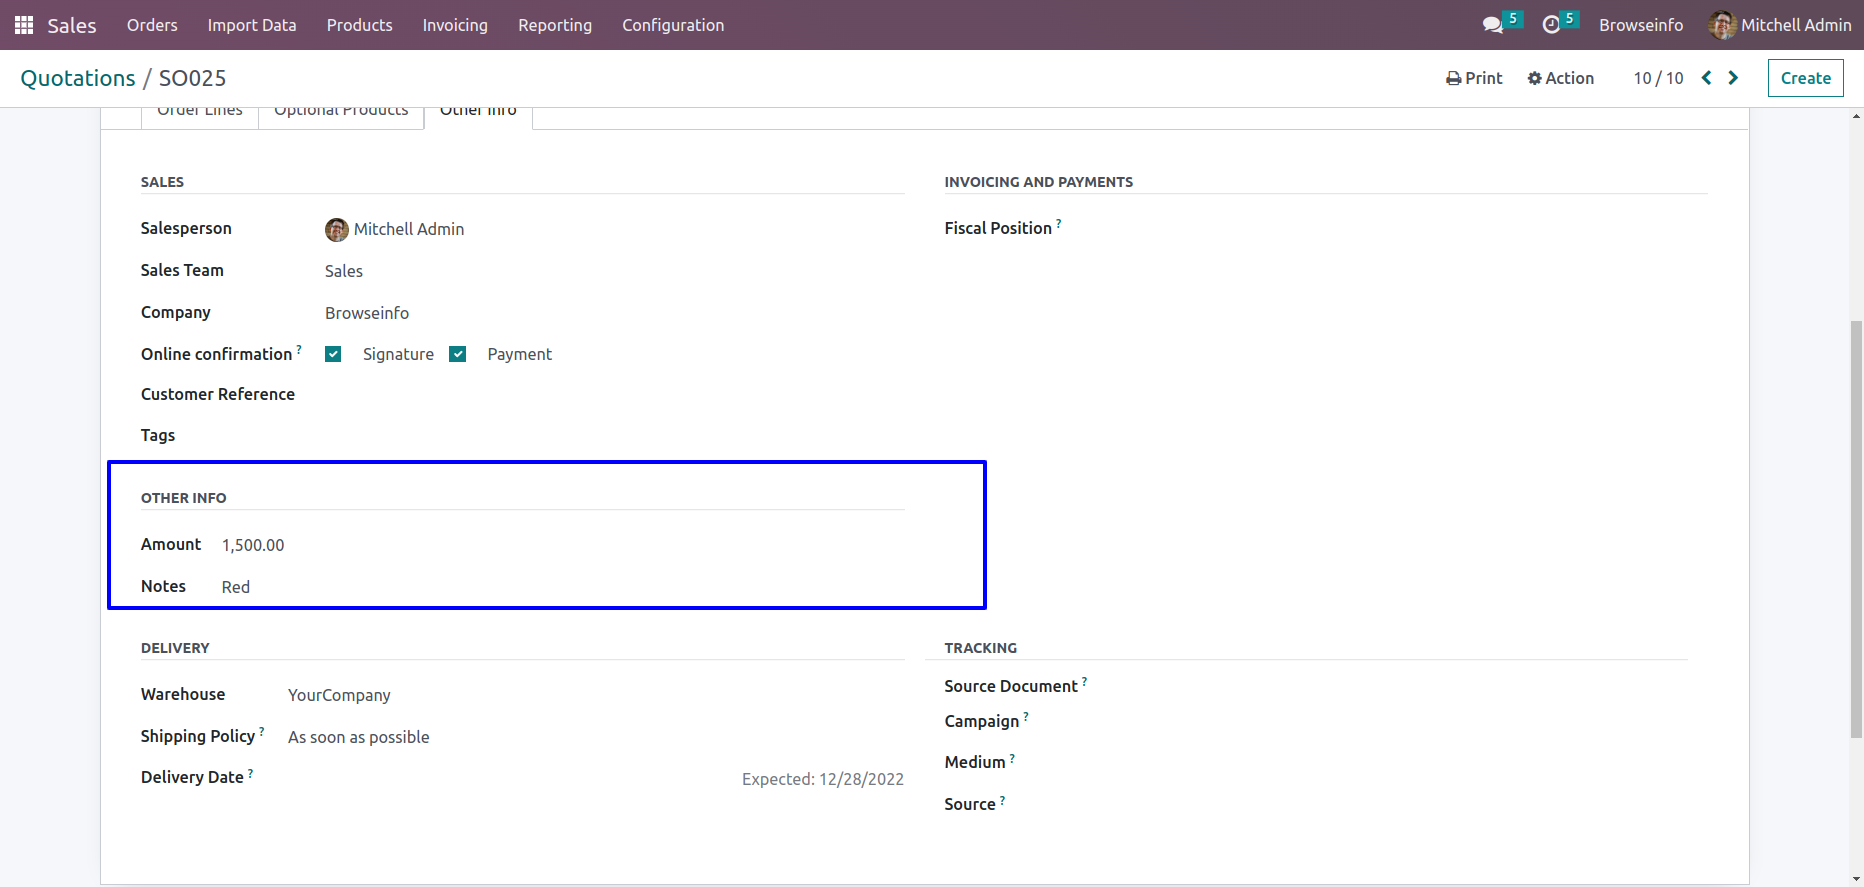 Sales Orders Import Data Products Invoicing Reporting Configuration 5 5 Browseinfo Mitchell Admin
Quotations / SO025 Print Action 10 / 10 Create
Order Lines Optional Products Other Info
SALES
Salesperson Mitchell Admin
Sales Team Sales
Company Browseinfo
Online confirmation ? Signature Payment
Customer Reference
Tags
INVOICING AND PAYMENTS
Fiscal Position ?
OTHER INFO
Amount 1,500.00
Notes Red
DELIVERY
Warehouse YourCompany
Shipping Policy ? As soon as possible
Delivery Date ? Expected: 12/28/2022
TRACKING
Source Document ?
Campaign ?
Medium ?
Source ?